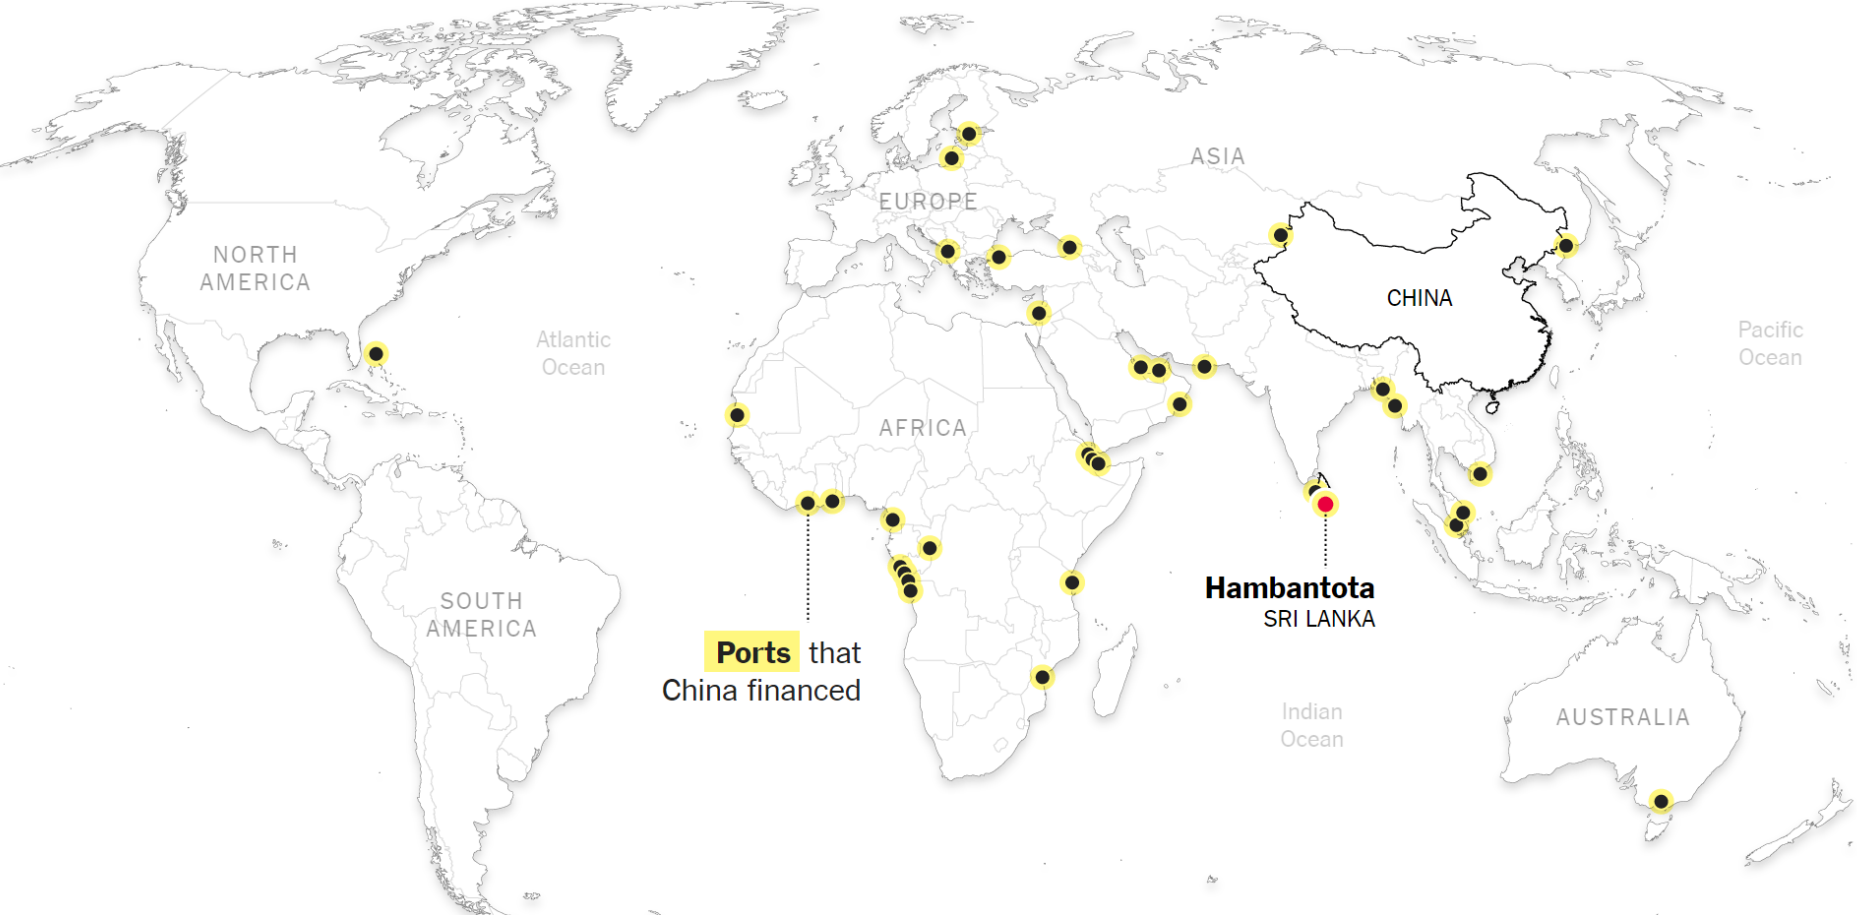 ASIA
EUROPE
NORTH
AMERICA
CHINA
Atlantic
Ocean
Pacific
Ocean
AFRICA
Hambantota
SRI LANKA
SOUTH
AMERICA
Ports that
China financed
Indian
Ocean
AUSTRALIA